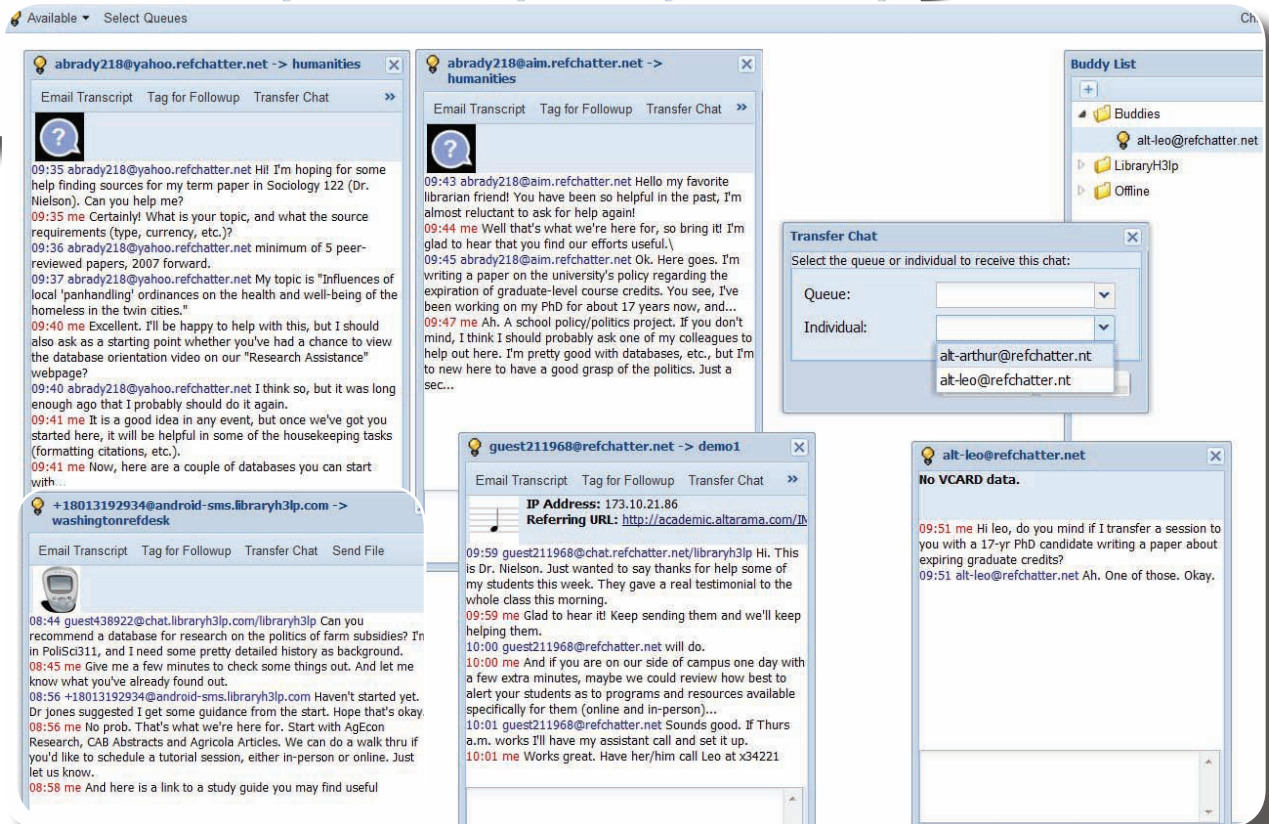 Available Select Queues
abrady218@yahoo.refchatter.net -> humanities
Email Transcript Tag for Followup Transfer Chat »
09:35 abrady218@yahoo.refchatter.net Hi! I'm hoping for some
help finding sources for my term paper in Sociology 122 (Dr.
Nielson). Can you help me?
09:35 me Certainly! What is your topic, and what the source
requirements (type, currency, etc.)?
09:36 abrady218@yahoo.refchatter.net minimum of 5 peer-
reviewed papers, 2007 forward.
09:37 abrady218@yahoo.refchatter.net My topic is "Influences of
local 'panhandling' ordinances on the health and well-being of the
homeless in the twin cities."
09:40 me Excellent. I'll be happy to help with this, but I should
also ask as a starting point whether you've had a chance to view
the database orientation video on our "Research Assistance"
webpage?
09:40 abrady218@yahoo.refchatter.net I think so, but it was long
enough ago that I probably should do it again.
09:41 me It is a good idea in any event, but once we've got you
started here, it will be helpful in some of the housekeeping tasks
(formatting citations, etc.).
09:41 me Now, here are a couple of databases you can start
with...
abrady218@aim.refchatter.net ->
humanities
Email Transcript Tag for Followup Transfer Chat »
09:43 abrady218@aim.refchatter.net Hello my favorite
librarian friend! You have been so helpful in the past, I'm
almost reluctant to ask for help again!
09:44 me Well that's what we're here for, so bring it! I'm
glad to hear that you find our efforts useful.\
09:45 abrady218@aim.refchatter.net Ok. Here goes. I'm
writing a paper on the university's policy regarding the
expiration of graduate-level course credits. You see, I've
been working on my PhD for about 17 years now, and...
09:47 me Ah. A school policy/politics project. If you don't
mind, I think I should probably ask one of my colleagues to
help out here. I'm pretty good with databases, etc., but I'm
to new here to have a good grasp of the politics. Just a
sec...
Buddy List
Buddies
alt-leo@refchatter.net
LibraryH3lp
Offline
Transfer Chat
Select the queue or individual to receive this chat:
Queue:
Individual:
alt-arthur@refchatter.nt
alt-leo@refchatter.nt
+18013192934@android-sms.libraryh3lp.com ->
washingtonrefdesk
Email Transcript Tag for Followup Transfer Chat Send File
08:44 guest438922@chat.libraryh3lp.com/libraryh3lp Can you
recommend a database for research on the politics of farm subsidies? I'm
in PoliSci311, and I need some pretty detailed history as background.
08:45 me Give me a few minutes to check some things out. And let me
know what you've already found out.
08:56 +18013192934@android-sms.libraryh3lp.com Haven't started yet.
Dr jones suggested I get some guidance from the start. Hope that's okay.
08:56 me No prob. That's what we're here for. Start with AgEcon
Research, CAB Abstracts and Agricola Articles. We can do a walk thru if
you'd like to schedule a tutorial session, either in-person or online. Just
let us know.
08:58 me And here is a link to a study guide you may find useful
guest211968@refchatter.net -> demo1
Email Transcript Tag for Followup Transfer Chat »
IP Address: 173.10.21.86
Referring URL: http://academic.altarama.com/IM
09:59 guest211968@chat.refchatter.net/libraryh3lp Hi. This
is Dr. Nielson. Just wanted to say thanks for help some of
my students this week. They gave a real testimonial to the
whole class this morning.
09:59 me Glad to hear it! Keep sending them and we'll keep
helping them.
10:00 guest211968@refchatter.net will do.
10:00 me And if you are on our side of campus one day with
a few extra minutes, maybe we could review how best to
alert your students as to programs and resources available
specifically for them (online and in-person)...
10:01 guest211968@refchatter.net Sounds good. If Thurs
a.m. works I'll have my assistant call and set it up.
10:01 me Works great. Have her/him call Leo at x34221
alt-leo@refchatter.net
No VCARD data.
09:51 me Hi leo, do you mind if I transfer a session to
you with a 17-yr PhD candidate writing a paper about
expiring graduate credits?
09:51 alt-leo@refchatter.net Ah. One of those. Okay.